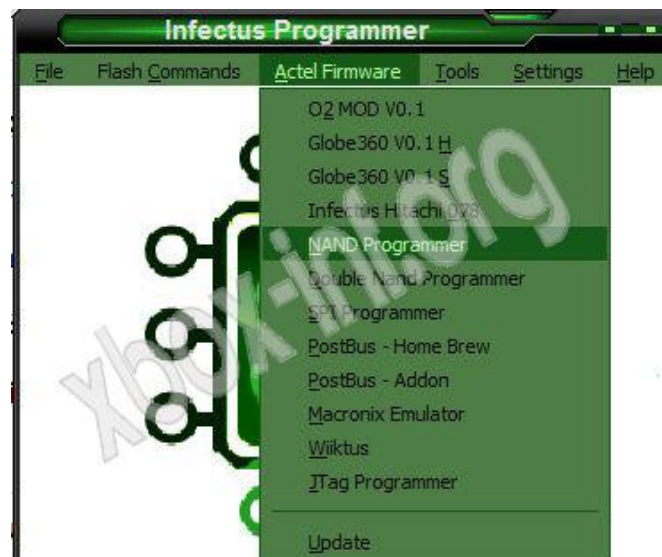 Infectus Programmer
File Flash Commands Actel Firmware Tools Settings Help
O2 MOD V0.1
Globe360 V0.1 H
Globe360 V0.1 S
Infectus Hitachi 078
NAND Programmer
Double Nand Programmer
SPI Programmer
PostBus - Home Brew
PostBus - Addon
Macronix Emulator
Wiiktus
JTag Programmer
Update
xbox-int.org